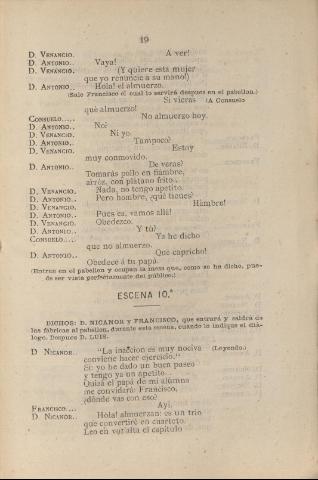 19
D. VENANCIO. A ver!
D. ANTONIO.. Vaya!
D. VENANCIO. (Y quiere esta mujer
que yo renuncie a su mano!)
D. ANTONIO.. Hola! el almuerzo.
(Sale Francisco el cual lo servirá despues en el pabellon.)
Si vieras (A Consuelo
qué almuerzo!
CONSUELO..... No almuerzo hoy.
D. ANTONIO.. No?
D. VENANCIO. Ni yo.
D. ANTONIO.. Tampoco?
D. VENANCIO. Estoy
muy conmovido.
D. ANTONIO.. De veras?
Tomarás pollo en fiambre,
arroz, con plátano frito..
D. VENANCIO. Nada, no tengo apetito.
D. ANTONIO.. Pero hombre, ¿qué tienes?
D. VENANCIO. Hambre!
D. ANTONIO.. Pues ea, vamos allá!
D. VENANCIO. Obedezco.
D. ANTONIO.. Y tú?
CONSUELO.... Ya he dicho
que no almuerzo.
D. ANTONIO.. Qué capricho!
Obedece á tu papá.
(Entran en el pabellon y ocupan la mesa que, como se ha dicho, pue-
de ser vista perfectamente del público.)
ESCENA 10.ª
DICHOS: D. NICANOR y FRANCISCO, que entrará y saldrá de
las fábricas al pabellon, durante esta escena, cuando lo indique el diá-
logo. Despues D. LUIS.
D NICANOR.. "La inaccion es muy nociva (Leyendo.)
conviene hacer ejercicio."
Si yo he dado un buen paseo
y tengo ya un apetito...
Quizá el papá de mi alumna
me convidará: Francisco,
¿dónde vas con eso?
FRANCISCO.... Ayí.
D. NICANOR.. Hola! almuerzan: es un trio
que convertiré en cuarteto.
Leo en voz alta el capítulo